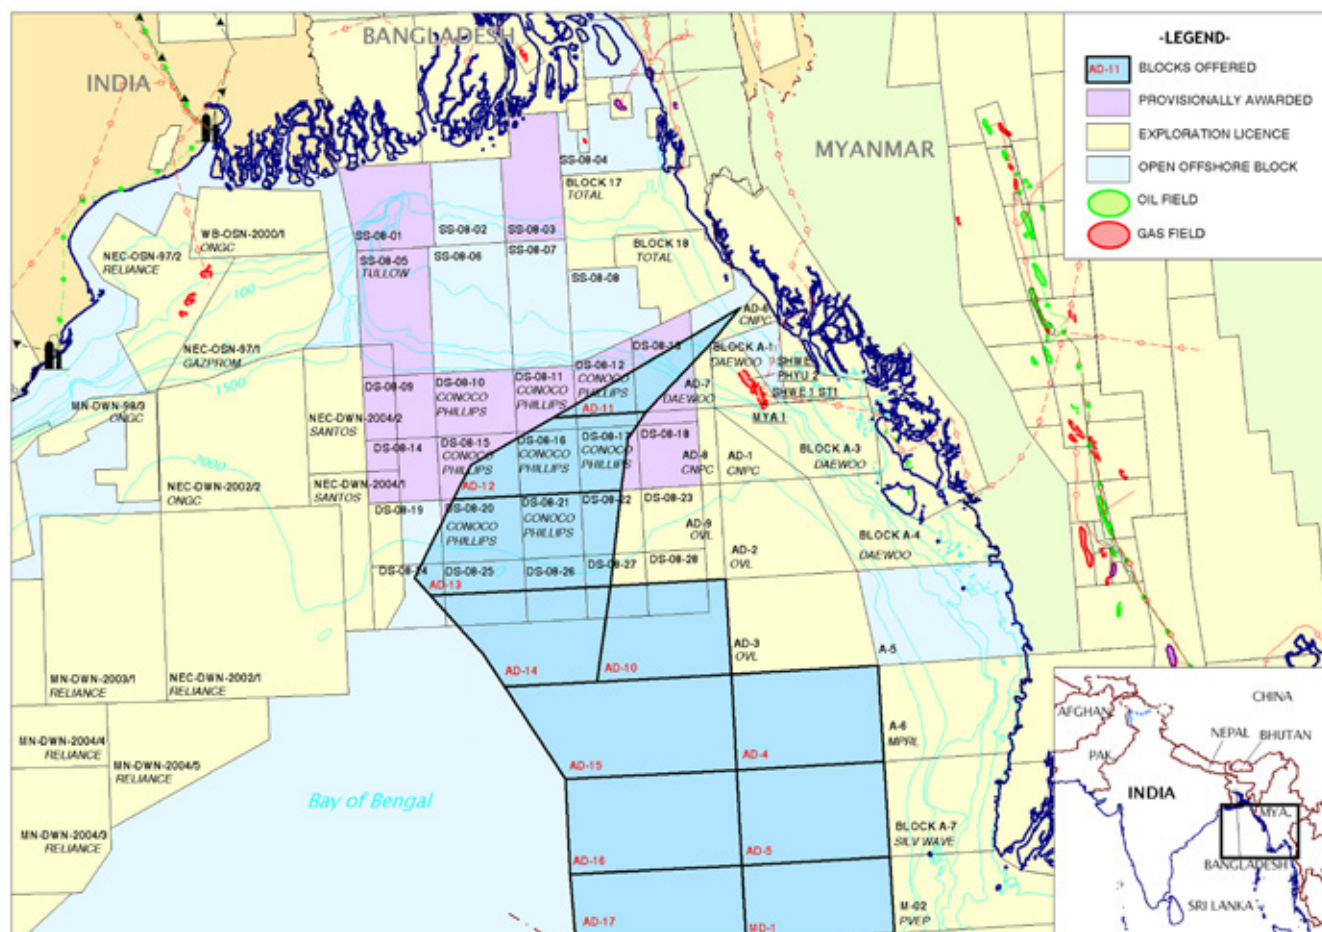 BANGLADESH
INDIA
MYANMAR
-LEGEND-
AD-11 BLOCKS OFFERED
PROVISIONALLY AWARDED
EXPLORATION LICENCE
OPEN OFFSHORE BLOCK
OIL FIELD
GAS FIELD
SS-08-04
BLOCK 17
TOTAL
WB-OSN-2000/1
ONGC
SS-08-01
SS-08-02
SS-08-03
NEC-OSN-97/2
RELIANCE
SS-08-05
TULLOW
SS-08-06
SS-08-07
BLOCK 18
TOTAL
SS-08-08
100
AD-6
CNPC
NEC-OSN-97/1
GAZPROM
1500
BLOCK A-1
DAEWOO
SHWE
PHYU 2
SHWE 1 ST1
MYA 1
DS-08-09
DS-08-10
CONOCO
PHILLIPS
DS-08-11
CONOCO
PHILLIPS
DS-08-12
CONOCO
PHILLIPS
AD-7
DAEWOO
MN-DWN-98/3
ONGC
NEC-DWN-2004/2
SANTOS
AD-11
DS-08-14
DS-08-15
CONOCO
PHILLIPS
DS-08-16
CONOCO
PHILLIPS
CONOCO
PHILLIPS
DS-08-18
AD-8
CNPC
AD-1
CNPC
BLOCK A-3
DAEWOO
2000
NEC-DWN-2002/2
ONGC
NEC-DWN-2004/1
SANTOS
AD-12
DS-08-19
DS-08-20
CONOCO
PHILLIPS
DS-08-21
CONOCO
PHILLIPS
DS-08-22
DS-08-23
AD-9
OVL
AD-2
OVL
BLOCK A-4
DAEWOO
DS-08-24
DS-08-25
DS-08-26
DS-08-27
DS-08-28
AD-13
AD-14
AD-10
AD-3
OVL
A-5
MN-DWN-2003/1
RELIANCE
NEC-DWN-2002/1
RELIANCE
MN-DWN-2004/4
RELIANCE
MN-DWN-2004/5
RELIANCE
AD-15
AD-4
A-6
MPRL
Bay of Bengal
MN-DWN-2004/3
RELIANCE
AD-16
AD-5
BLOCK A-7
SILV WAVE
AD-17
MD-1
M-02
PVEP
CHINA
AFGHAN
NEPAL
BHUTAN
PAK.
INDIA
MYA.
BANGLADESH
SRI LANKA